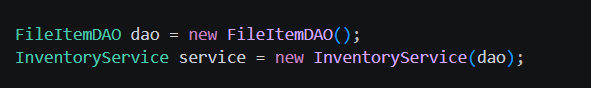 FileItemDAO dao = new FileItemDAO();
InventoryService service = new InventoryService(dao);